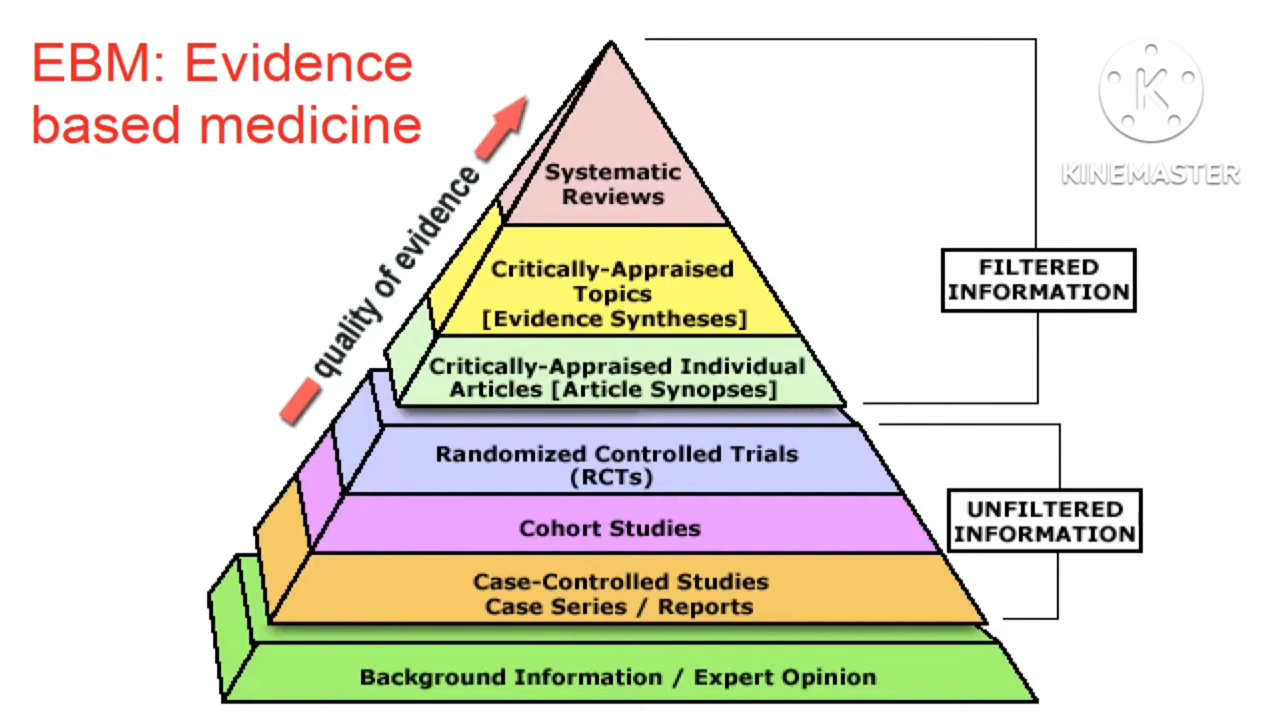 EBM: Evidence
based medicine
quality of evidence
K
KINEMASTER
Systematic
Reviews
Critically-Appraised
Topics
[Evidence Syntheses]
Critically-Appraised Individual
Articles [Article Synopses]
FILTERED
INFORMATION
Randomized Controlled Trials
(RCTs)
Cohort Studies
Case-Controlled Studies
Case Series / Reports
UNFILTERED
INFORMATION
Background Information / Expert Opinion